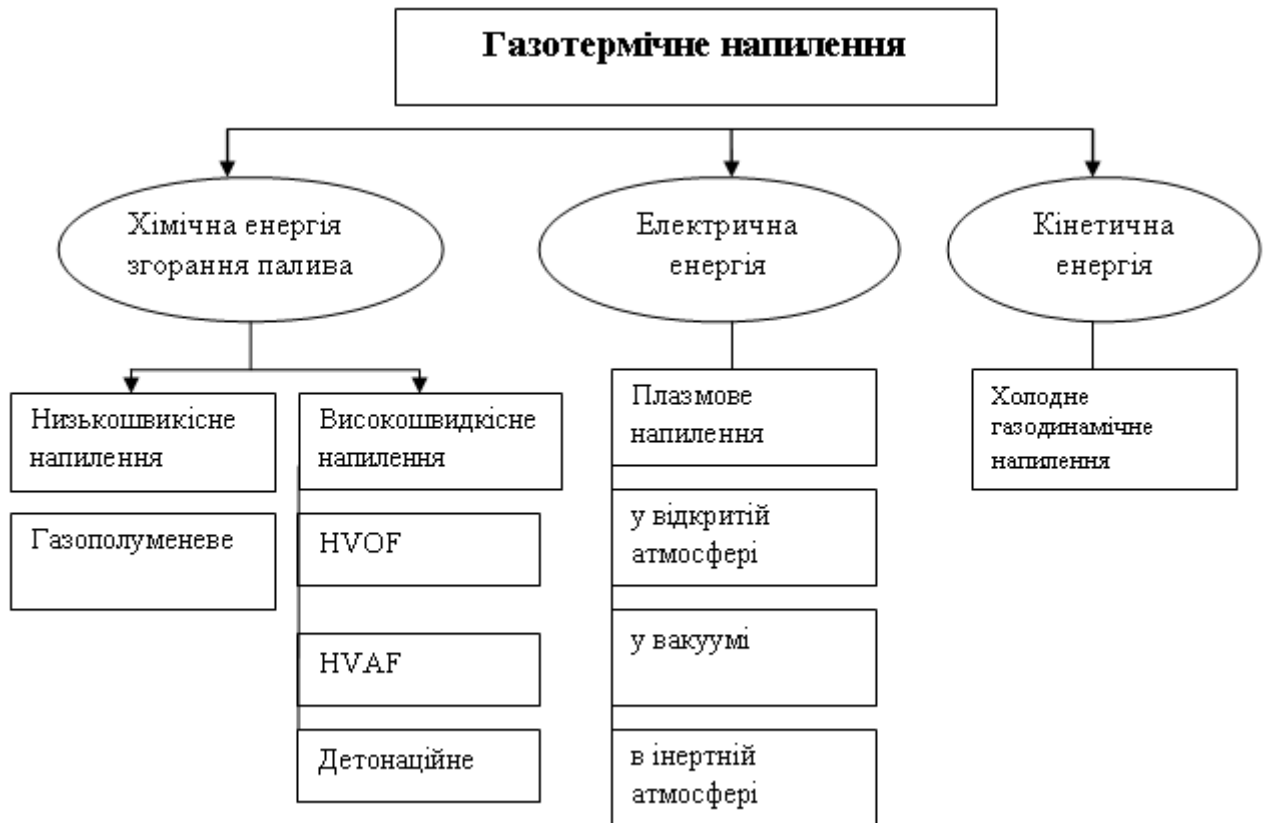 Газотермічне напилення
Хімічна енергія
згорання палива
Електрична
енергія
Кінетична
енергія
Низькошвикісне
напилення
Високошвидкісне
напилення
Плазмове
напилення
Холодне
газодинамічне
напилення
Газополуменеве
HVOF
у відкритій
атмосфері
HVAF
у вакуумі
Детонаційне
в інертній
атмосфері